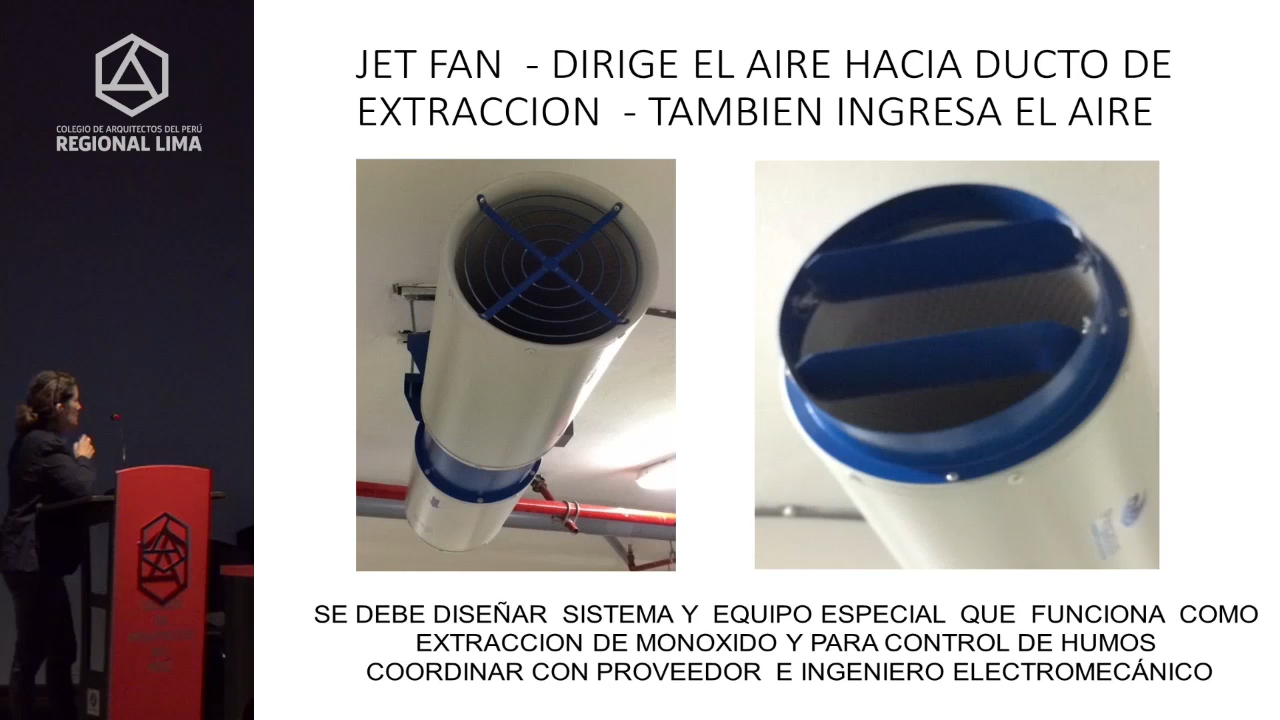 COLEGIO DE ARQUITECTOS DEL PERÚ
REGIONAL LIMA
JET FAN - DIRIGE EL AIRE HACIA DUCTO DE
EXTRACCION - TAMBIEN INGRESA EL AIRE
SE DEBE DISEÑAR SISTEMA Y EQUIPO ESPECIAL QUE FUNCIONA COMO
EXTRACCION DE MONOXIDO Y PARA CONTROL DE HUMOS
COORDINAR CON PROVEEDOR E INGENIERO ELECTROMECÁNICO